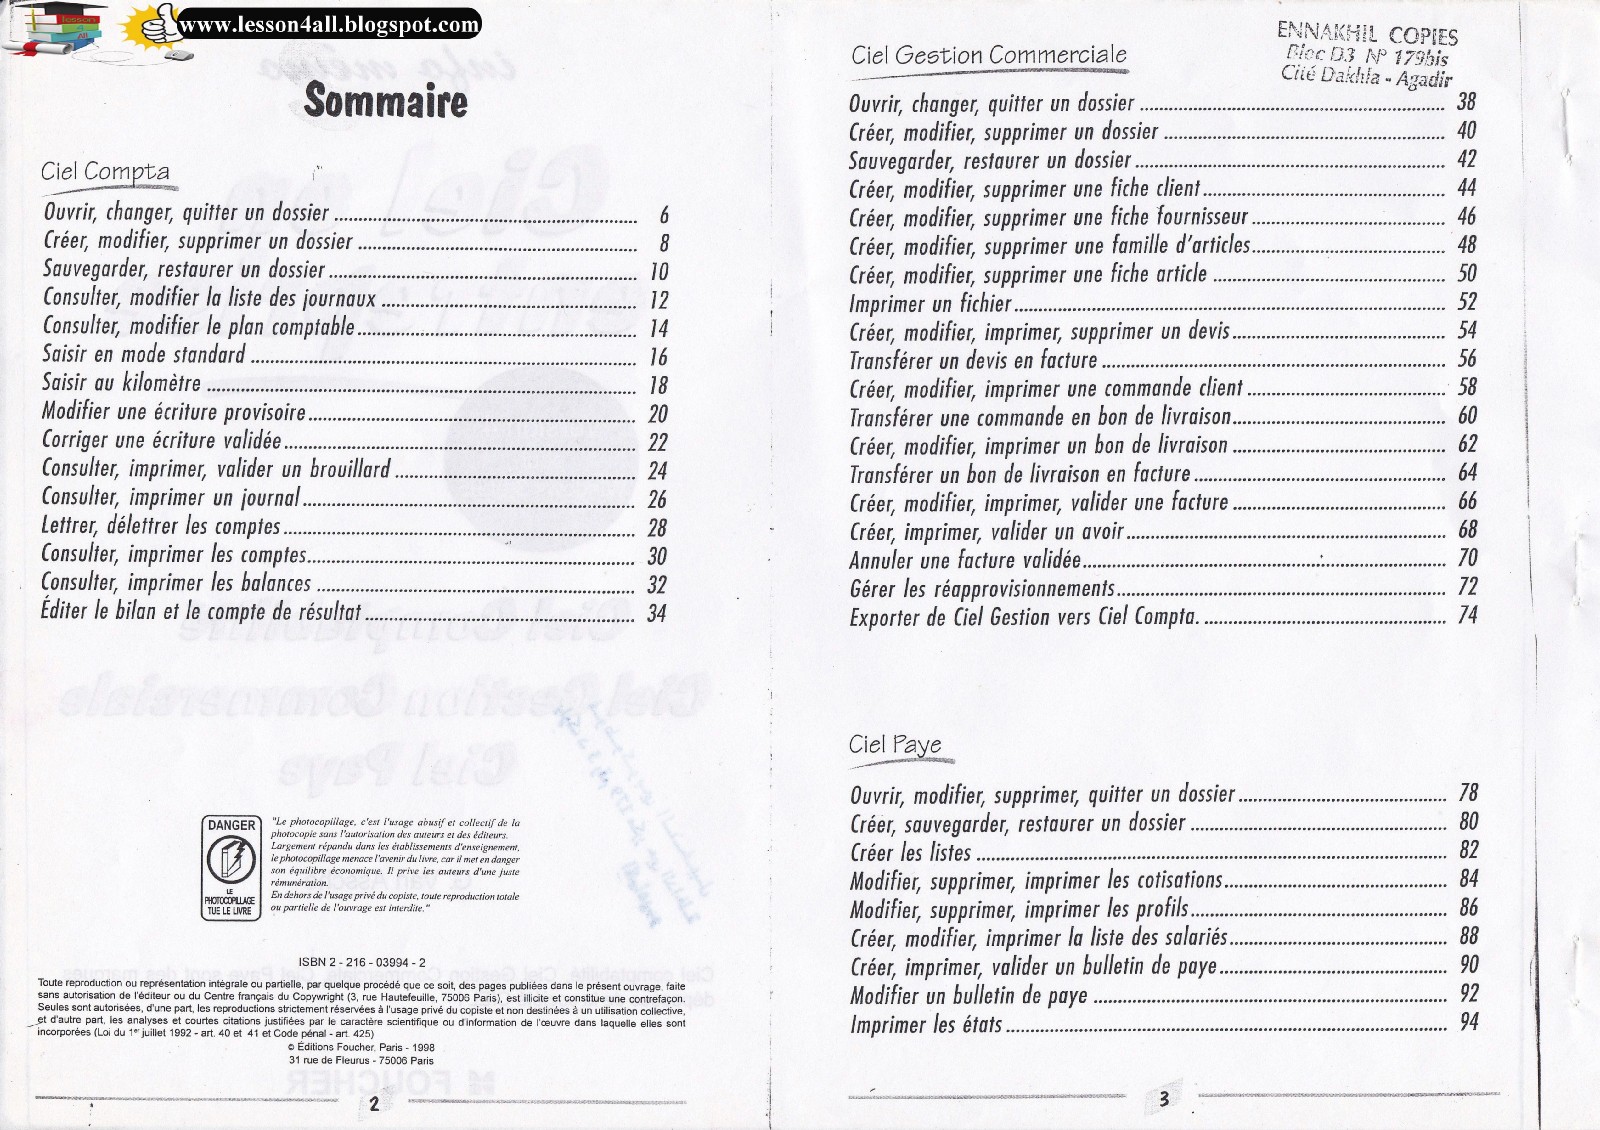 www.lesson4all.blogspot.com
lesson
4
All
Sommaire
Ciel Compta
Ouvrir, changer, quitter un dossier 6
Créer, modifier, supprimer un dossier 8
Sauvegarder, restaurer un dossier 10
Consulter, modifier la liste des journaux 12
Consulter, modifier le plan comptable 14
Saisir en mode standard 16
Saisir au kilomètre 18
Modifier une écriture provisoire 20
Corriger une écriture validée 22
Consulter, imprimer, valider un brouillard 24
Consulter, imprimer un journal 26
Lettrer, délettrer les comptes 28
Consulter, imprimer les comptes 30
Consulter, imprimer les balances 32
Éditer le bilan et le compte de résultat 34
DANGER
LE
PHOTOCOPILLAGE
TUE LE LIVRE
"Le photocopillage, c'est l'usage abusif et collectif de la
photocopie sans l'autorisation des auteurs et des éditeurs.
Largement répandu dans les établissements d'enseignement,
le photocopillage menace l'avenir du livre, car il met en danger
son équilibre économique. Il prive les auteurs d'une juste
rémunération.
En dehors de l'usage privé du copiste, toute reproduction totale
ou partielle de l'ouvrage est interdite."
ISBN 2 - 216 - 03994 - 2
Toute reproduction ou représentation intégrale ou partielle, par quelque procédé que ce soit, des pages publiées dans le présent ouvrage, faite
sans autorisation de l'éditeur ou du Centre français du Copywright (3, rue Hautefeuille, 75006 Paris), est illicite et constitue une contrefaçon.
Seules sont autorisées, d'une part, les reproductions strictement réservées à l'usage privé du copiste et non destinées à un utilisation collective,
et d'autre part, les analyses et courtes citations justifiées par le caractère scientifique ou d'information de l'œuvre dans laquelle elles sont
incorporées (Loi du 1er juillet 1992 - art. 40 et 41 et Code pénal - art. 425)
© Éditions Foucher, Paris - 1998
31 rue de Fleurus - 75006 Paris
2
ENNAKHIL COPIES
Bloc D3 N° 179bis
Cité Dakhla - Agadir
Ciel Gestion Commerciale
Ouvrir, changer, quitter un dossier 38
Créer, modifier, supprimer un dossier 40
Sauvegarder, restaurer un dossier 42
Créer, modifier, supprimer une fiche client 44
Créer, modifier, supprimer une fiche fournisseur 46
Créer, modifier, supprimer une famille d'articles 48
Créer, modifier, supprimer une fiche article 50
Imprimer un fichier 52
Créer, modifier, imprimer, supprimer un devis 54
Transférer un devis en facture 56
Créer, modifier, imprimer une commande client 58
Transférer une commande en bon de livraison 60
Créer, modifier, imprimer un bon de livraison 62
Transférer un bon de livraison en facture 64
Créer, modifier, imprimer, valider une facture 66
Créer, imprimer, valider un avoir 68
Annuler une facture validée 70
Gérer les réapprovisionnements 72
Exporter de Ciel Gestion vers Ciel Compta. 74
Ciel Paye
Ouvrir, modifier, supprimer, quitter un dossier 78
Créer, sauvegarder, restaurer un dossier 80
Créer les listes 82
Modifier, supprimer, imprimer les cotisations 84
Modifier, supprimer, imprimer les profils 86
Créer, modifier, imprimer la liste des salariés 88
Créer, imprimer, valider un bulletin de paye 90
Modifier un bulletin de paye 92
Imprimer les états 94
3